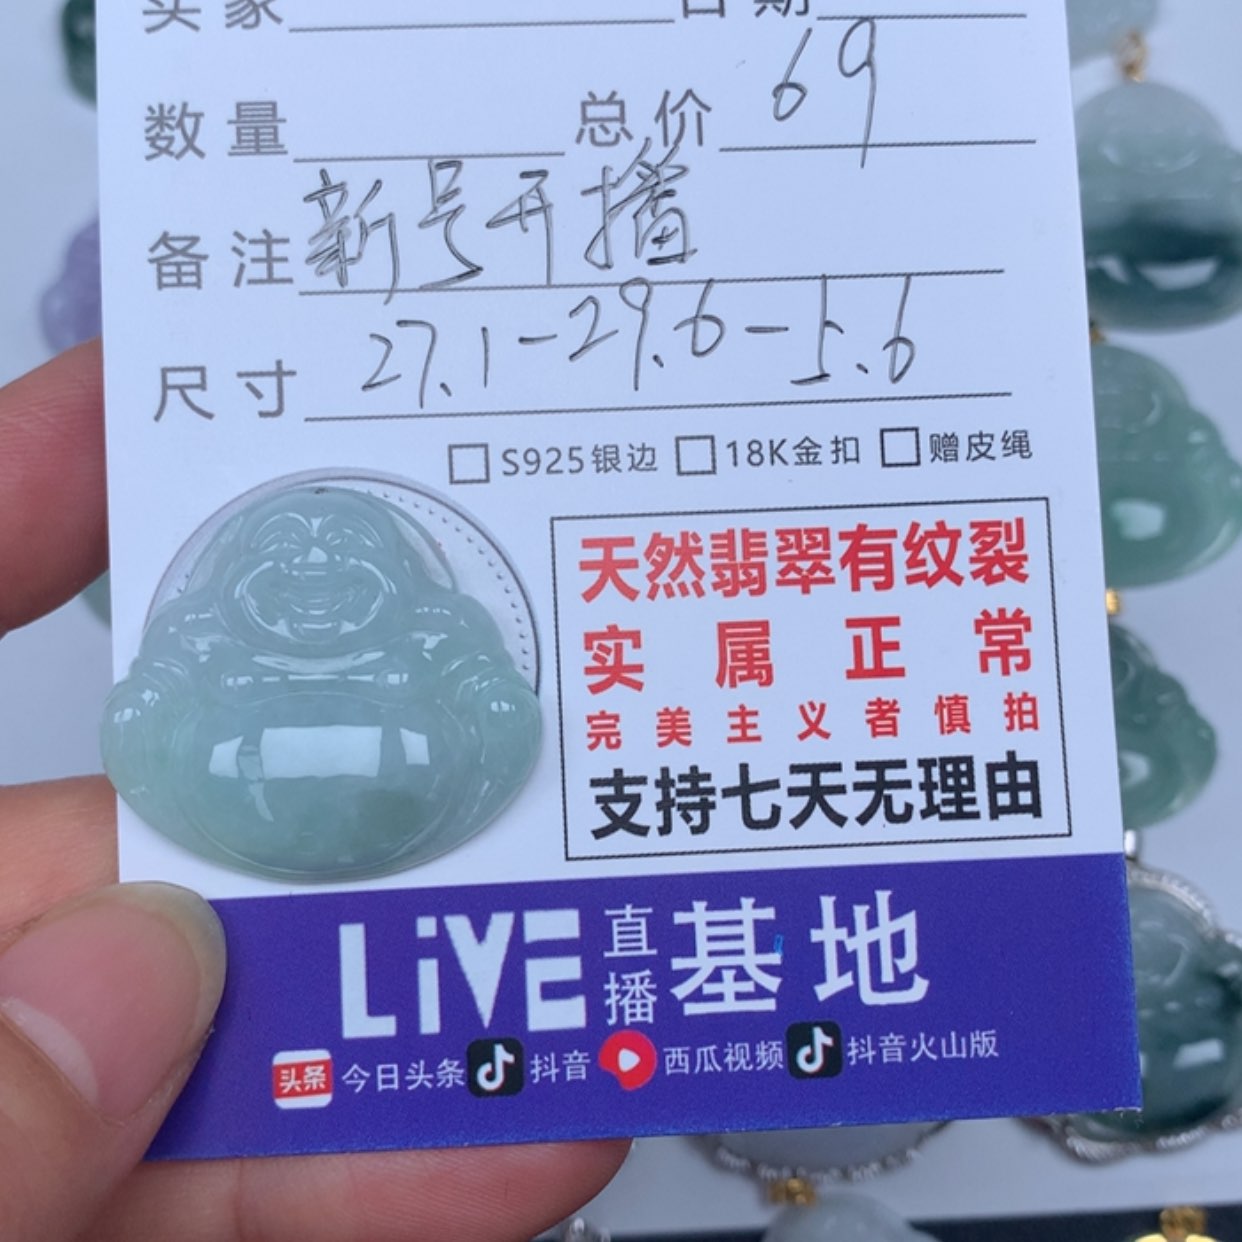 买家 日期
数量 总价 69
备注 新号开播
尺寸 27.1-29.6-5.6
S925银边 18K金扣 赠皮绳
天然翡翠有纹裂
实属正常
完美主义者慎拍
支持七天无理由
LiVE 直播 基地
头条 今日头条 抖音 西瓜视频 抖音火山版